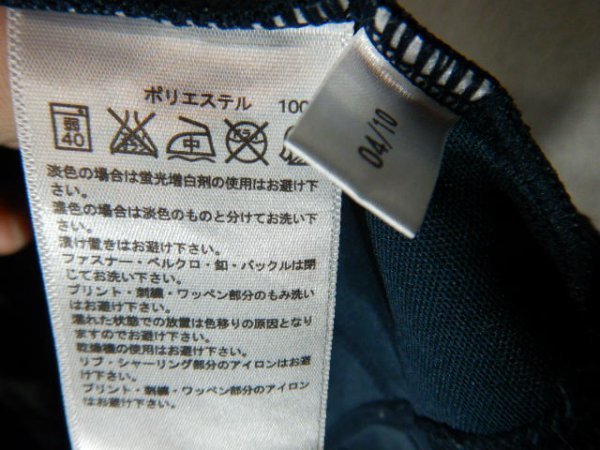 ポリエステル 100
弱
40
中
ドライ
淡色の場合は蛍光増白剤の使用はお避け下
さい。
濃色の場合は淡色のものと分けてお洗い下
さい。
漬け置きはお避け下さい。
ファスナー・ベルクロ・釦・バックルは閉
じてお洗い下さい。
プリント・刺繍・ワッペン部分のもみ洗い
はお避け下さい。
濡れた状態での放置は色移りの原因となり
ますのでお避け下さい。
乾燥機の使用はお避け下さい。
リブ・シャーリング部分のアイロンはお避
け下さい。
プリント・刺繍・ワッペン部分のアイロン
はお避け下さい。
04/10